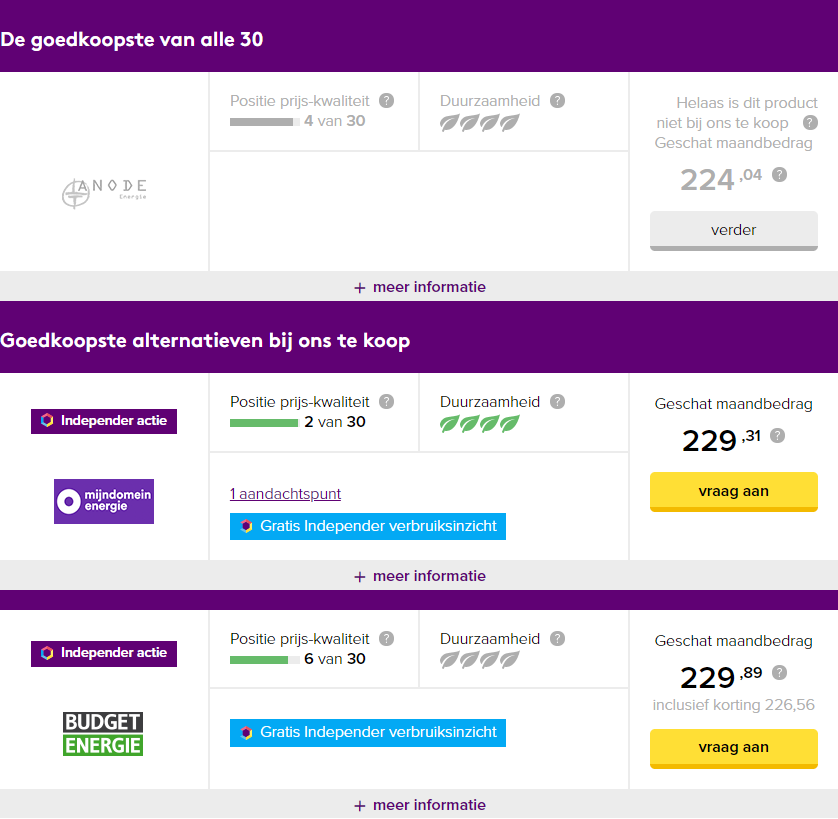 De goedkoopste van alle 30
Positie prijs-kwaliteit ?
4 van 30
Duurzaamheid ?
Helaas is dit product
niet bij ons te koop ?
Geschat maandbedrag
224,04 ?
verder
ANODE
Energie
+ meer informatie
Goedkoopste alternatieven bij ons te koop
Independer actie
mijndomein
energie
Positie prijs-kwaliteit ?
2 van 30
Duurzaamheid ?
1 aandachtspunt
Gratis Independer verbruiksinzicht
Geschat maandbedrag
229,31 ?
vraag aan
+ meer informatie
Independer actie
BUDGET
ENERGIE
Positie prijs-kwaliteit ?
6 van 30
Duurzaamheid ?
Gratis Independer verbruiksinzicht
Geschat maandbedrag
229,89 ?
inclusief korting 226,56
vraag aan
+ meer informatie